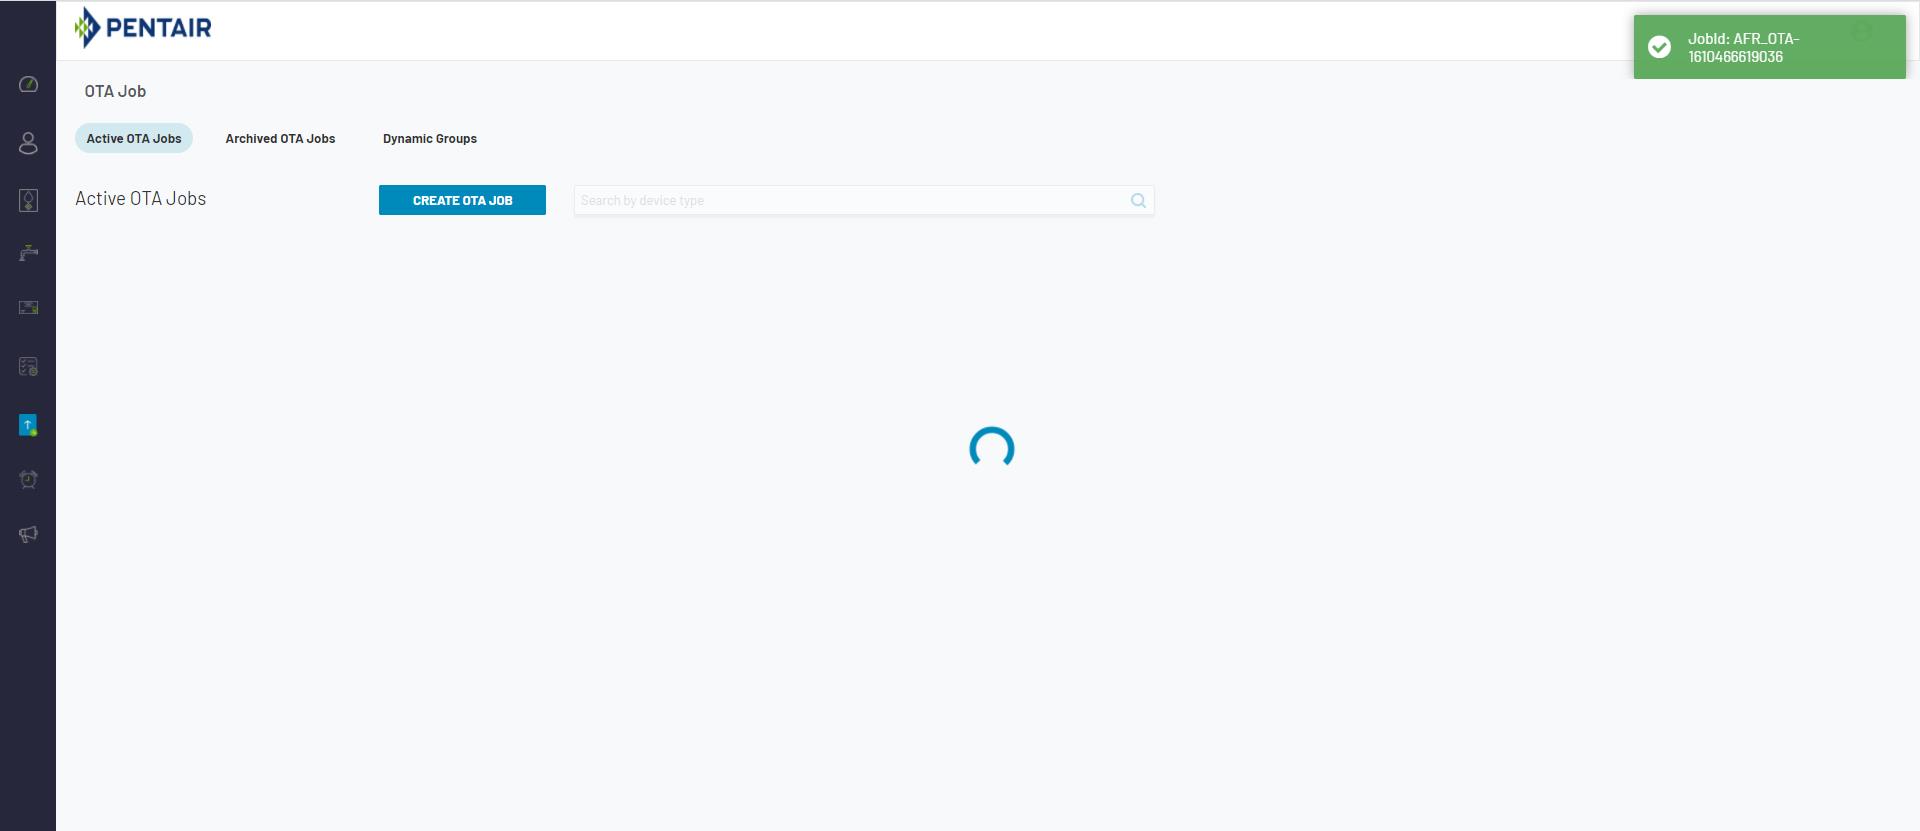 PENTAIR
JobId: AFR_OTA-
1610466619036
OTA Job
Active OTA Jobs
Archived OTA Jobs
Dynamic Groups
Active OTA Jobs
CREATE OTA JOB
Search by device type